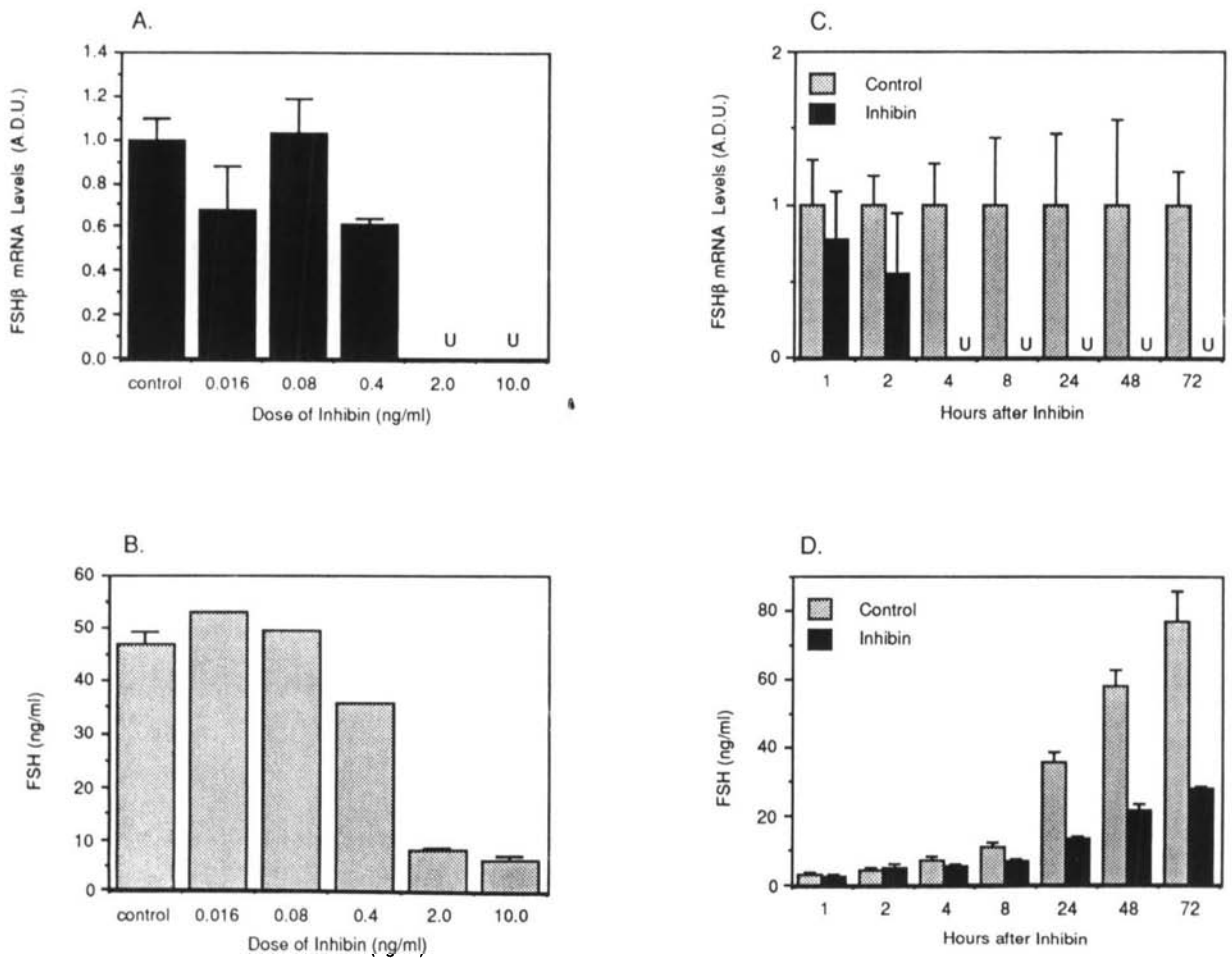 A.
FSHβ mRNA Levels (A.D.U.)
1.4
1.2
1.0
0.8
0.6
0.4
0.2
0.0
U U
control 0.016 0.08 0.4 2.0 10.0
Dose of Inhibin (ng/ml)
C.
FSHβ mRNA Levels (A.D.U.)
2
1
0
Control
Inhibin
U U U U U
1 2 4 8 24 48 72
Hours after Inhibin
B.
FSH (ng/ml)
60
50
40
30
20
10
0
control 0.016 0.08 0.4 2.0 10.0
Dose of Inhibin (ng/ml)
D.
FSH (ng/ml)
80
60
40
20
0
Control
Inhibin
1 2 4 8 24 48 72
Hours after Inhibin